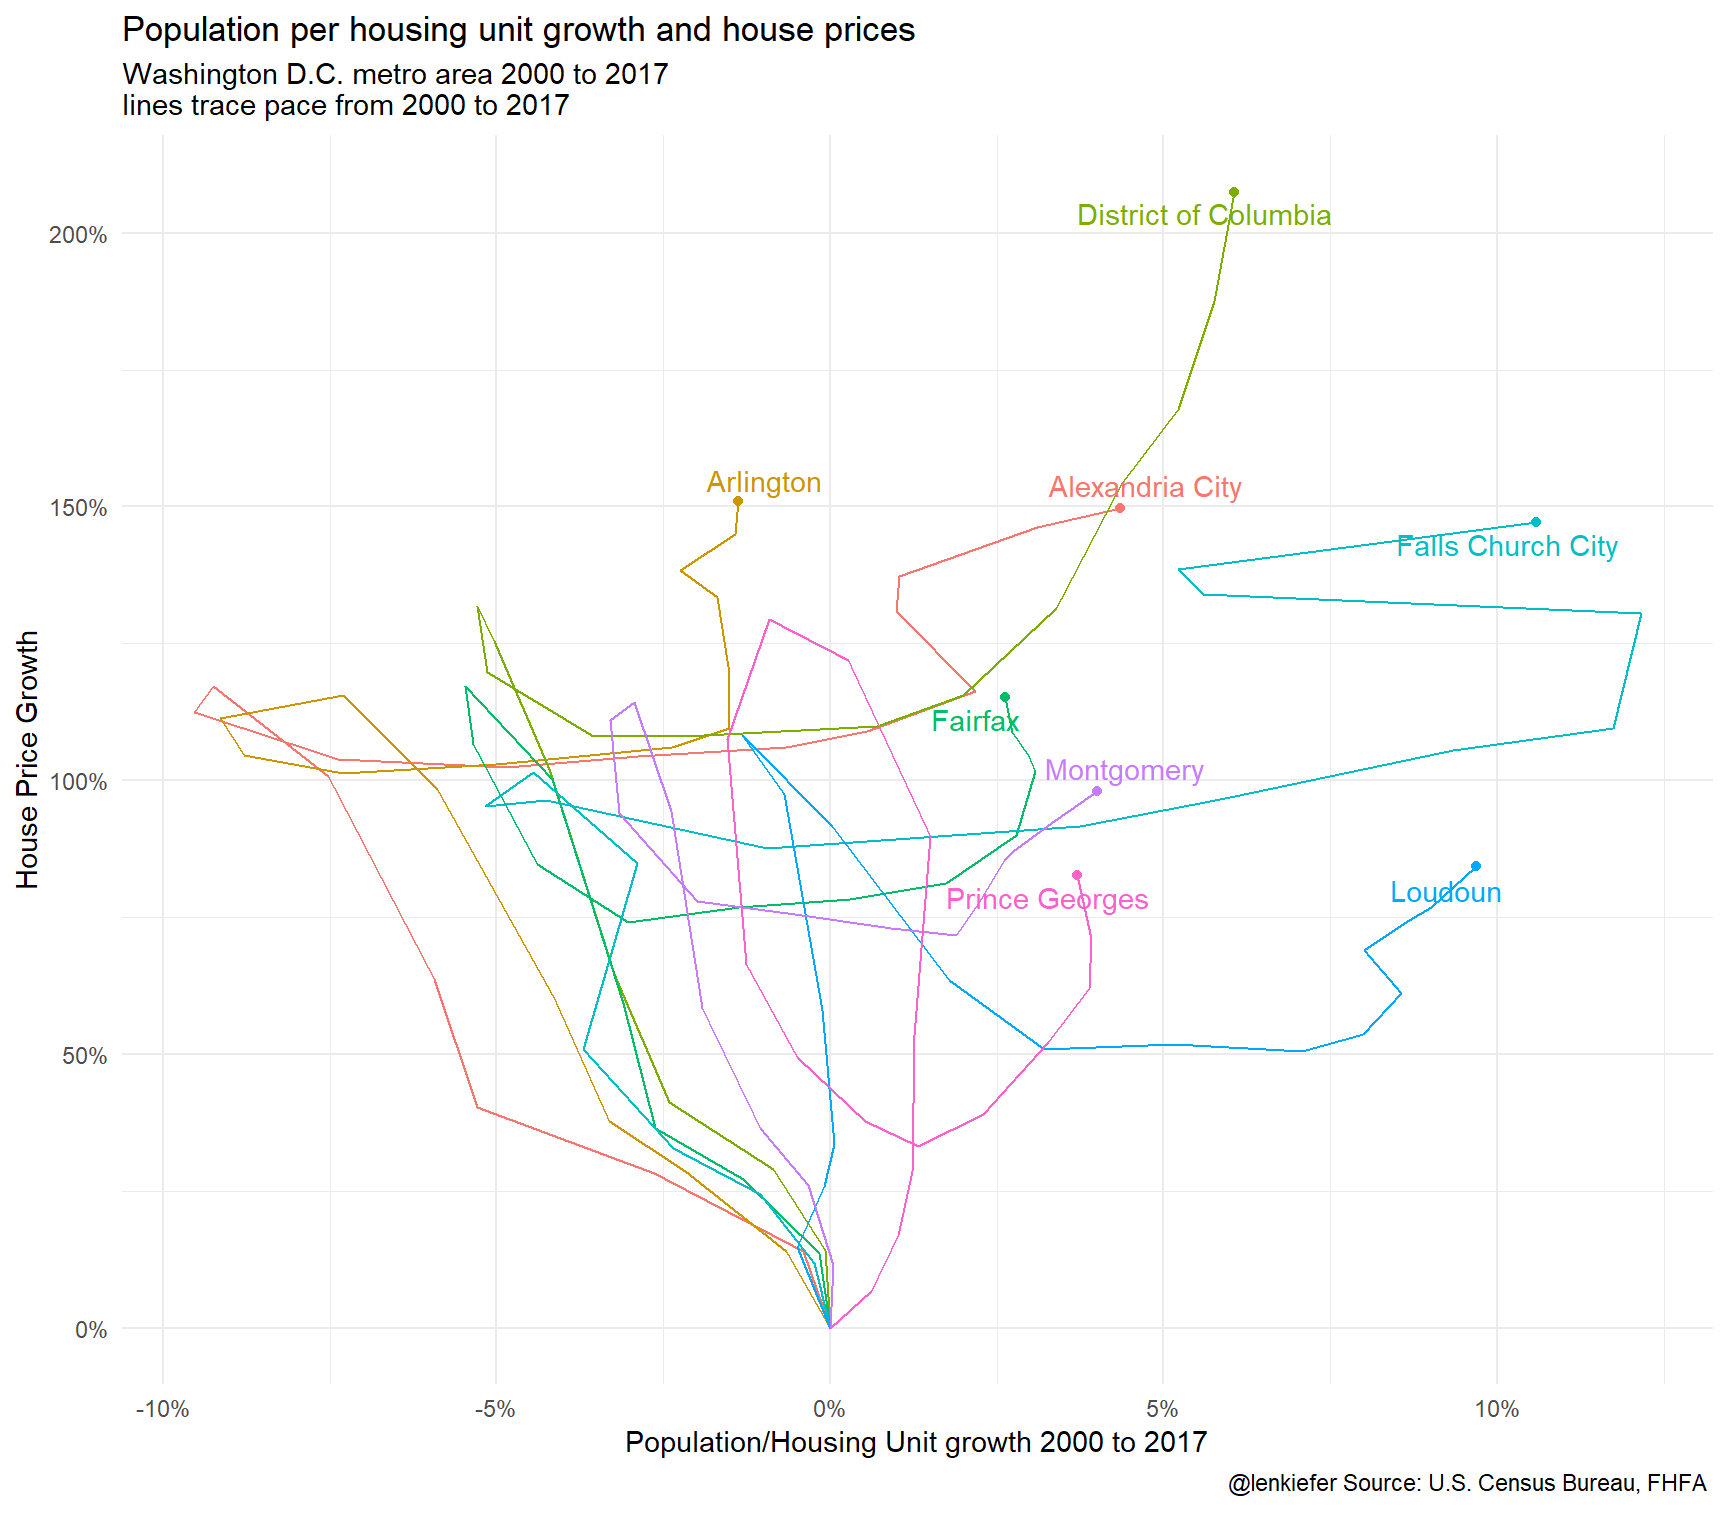 Population per housing unit growth and house prices
Washington D.C. metro area 2000 to 2017
lines trace pace from 2000 to 2017
House Price Growth
200%
150%
100%
50%
0%
District of Columbia
Arlington
Alexandria City
Falls Church City
Fairfax
Montgomery
Prince Georges
Loudoun
-10%
-5%
0%
5%
10%
Population/Housing Unit growth 2000 to 2017
@lenkiefer Source: U.S. Census Bureau, FHFA